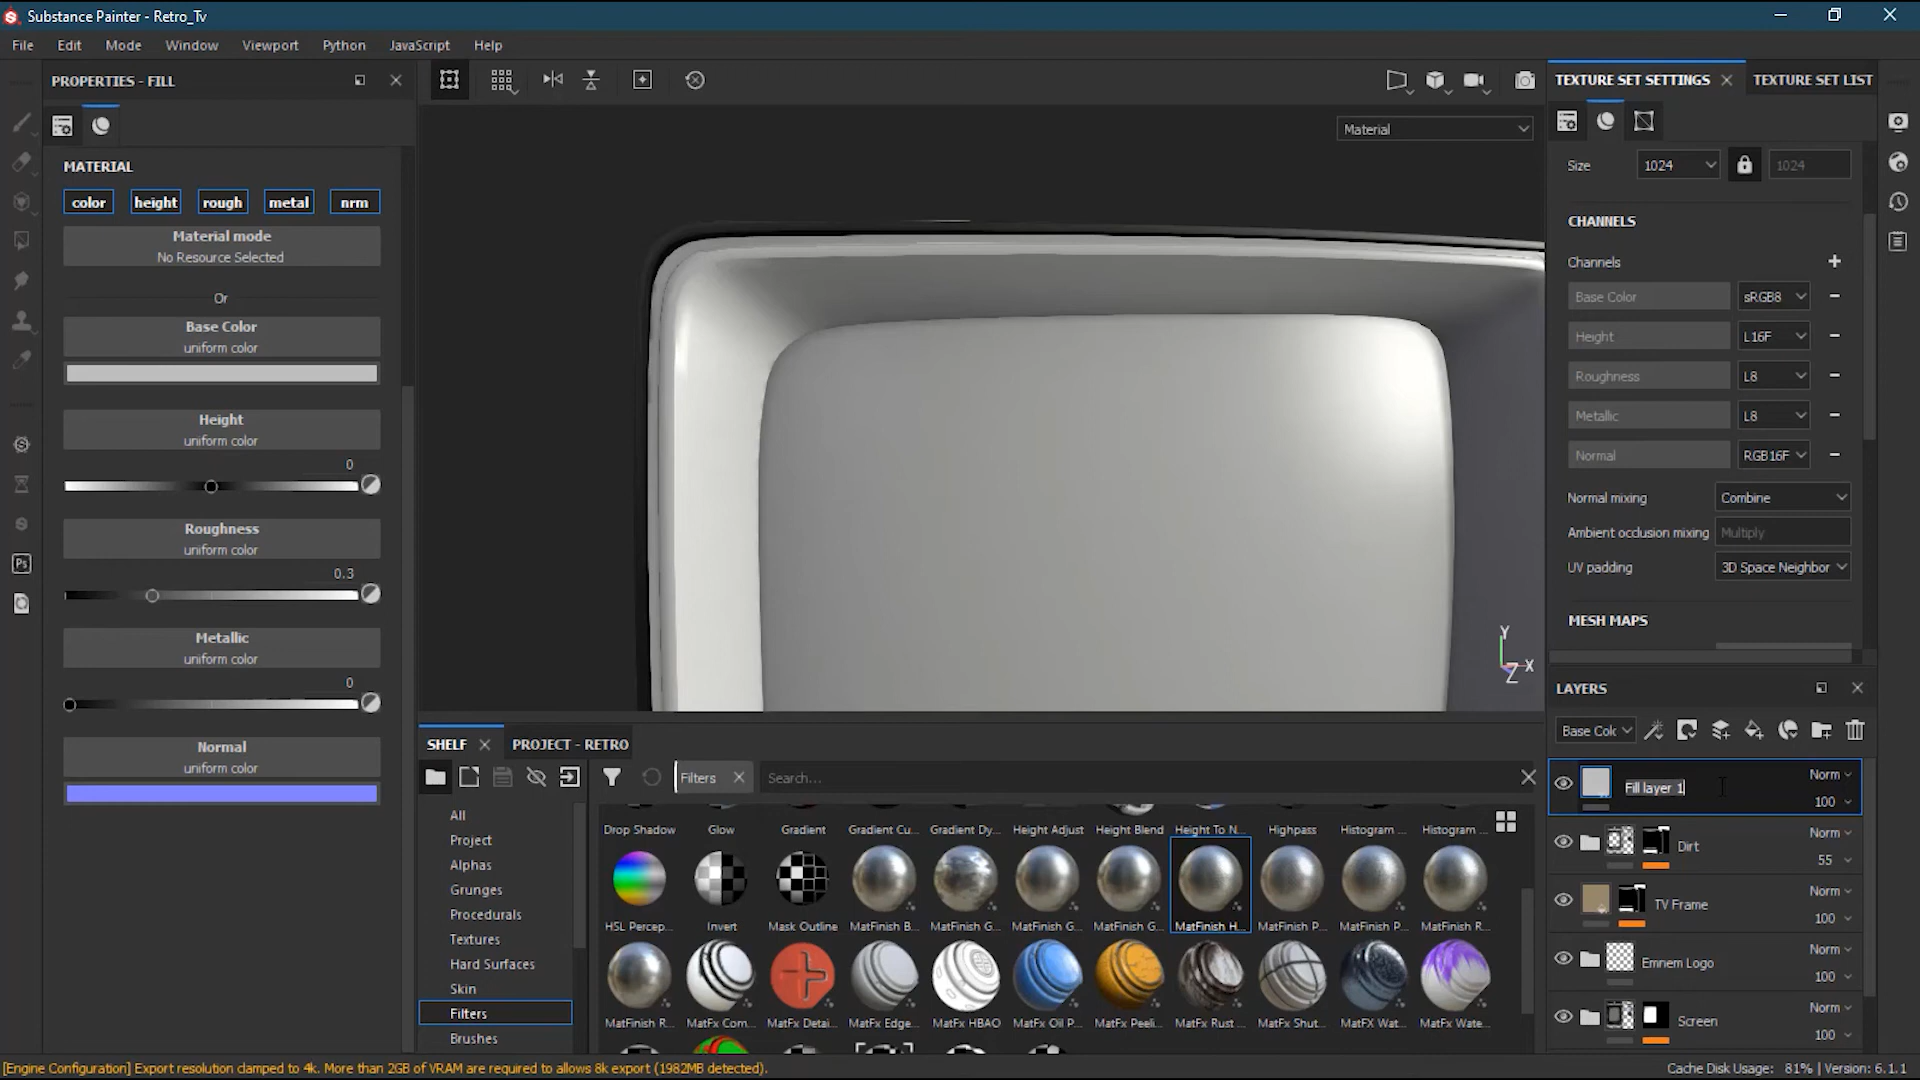 Substance Painter - Retro_Tv
File Edit Mode Window Viewport Python JavaScript Help
PROPERTIES - FILL
MATERIAL
color height rough metal nrm
Material mode
No Resource Selected
Or
Base Color
uniform color
Height
uniform color
0
Roughness
uniform color
0.3
Metallic
uniform color
0
Normal
uniform color
Material
Y
X
Z
SHELF PROJECT - RETRO
Filters Search...
All
Project
Alphas
Grunges
Procedurals
Textures
Hard Surfaces
Skin
Filters
Brushes
Drop Shadow Glow Gradient Gradient Cu... Gradient Dy... Height Adjust Height Blend Height To N... Highpass Histogram ... Histogram ...
HSL Percep... Invert Mask Outline MatFinish B... MatFinish G... MatFinish G... MatFinish G... MatFinish H... MatFinish P... MatFinish P... MatFinish R...
MatFinish R... MatFx Com... MatFx Detai... MatFx Edge... MatFx HBAO MatFx Oil P... MatFx Peeli... MatFx Rust ... MatFx Shut... MatFX Wat... MatFx Wate...
TEXTURE SET SETTINGS TEXTURE SET LIST
Size 1024 1024
CHANNELS
Channels
Base Color sRGB8
Height L16F
Roughness L8
Metallic L8
Normal RGB16F
Normal mixing Combine
Ambient occlusion mixing Multiply
UV padding 3D Space Neighbor
MESH MAPS
LAYERS
Base Col
Fill layer 1 Norm
100
Dirt Norm
55
TV Frame Norm
100
Emnem Logo Norm
100
Screen Norm
100
Ps
[Engine Configuration] Export resolution clamped to 4k. More than 2GB of VRAM are required to allows 8k export (1982MB detected).
Cache Disk Usage: 81% | Version: 6.1.1